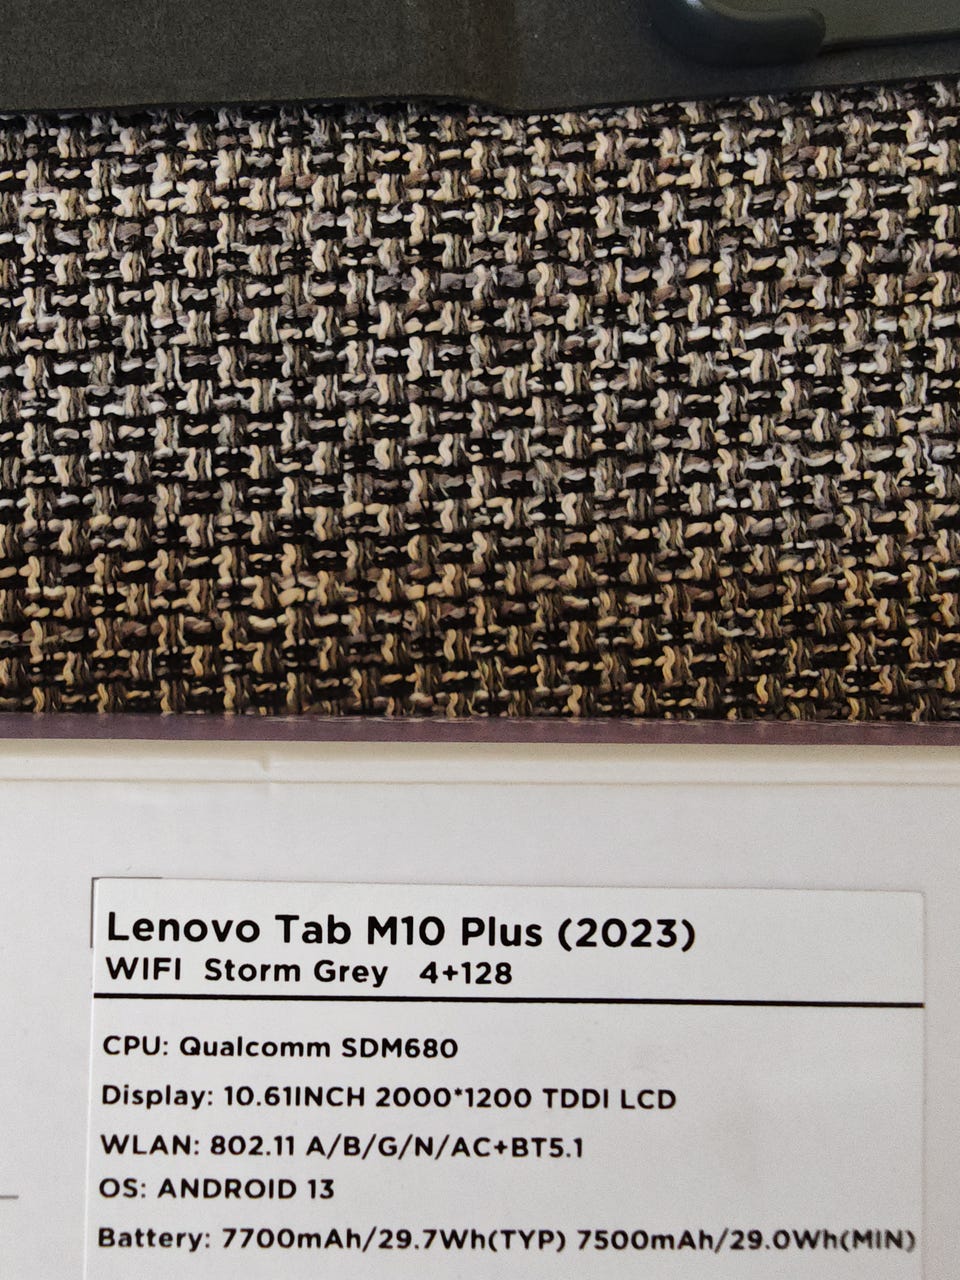 Lenovo Tab M10 Plus (2023)
WIFI Storm Grey 4+128
CPU: Qualcomm SDM680
Display: 10.61INCH 2000*1200 TDDI LCD
WLAN: 802.11 A/B/G/N/AC+BT5.1
OS: ANDROID 13
Battery: 7700mAh/29.7Wh(TYP) 7500mAh/29.0Wh(MIN)